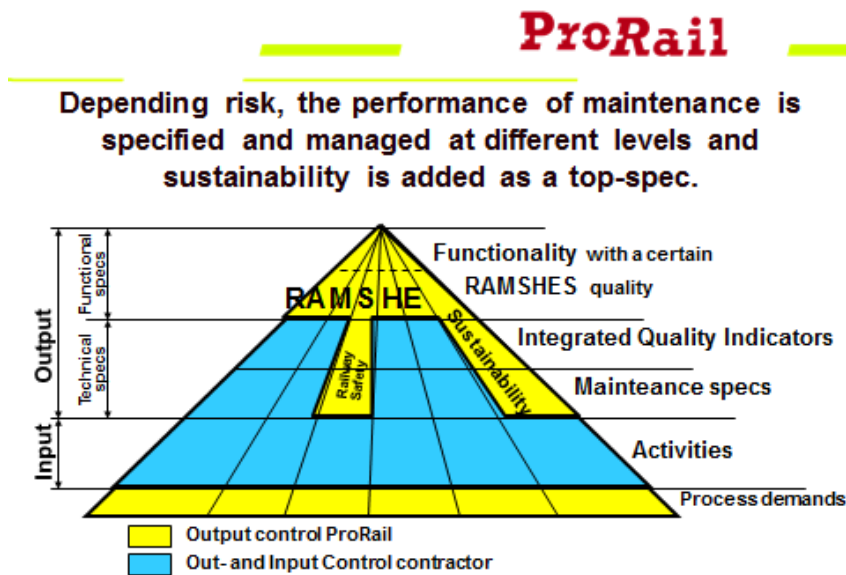 ProRail
Depending risk, the performance of maintenance is
specified and managed at different levels and
sustainability is added as a top-spec.
Output
Input
Functional
specs
Technical
specs
RAMSHE
Railway
Safety
Sustainability
Functionality with a certain
RAMSHES quality
Integrated Quality Indicators
Mainteance specs
Activities
Process demands
Output control ProRail
Out- and Input Control contractor